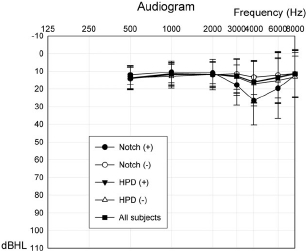 Audiogram
Frequency (Hz)
125 250 500 1000 2000 3000 4000 6000 8000
-10
0
10
20
30
40
50
60
70
80
90
100
110
dBHL
Notch (+)
Notch (-)
HPD (+)
HPD (-)
All subjects